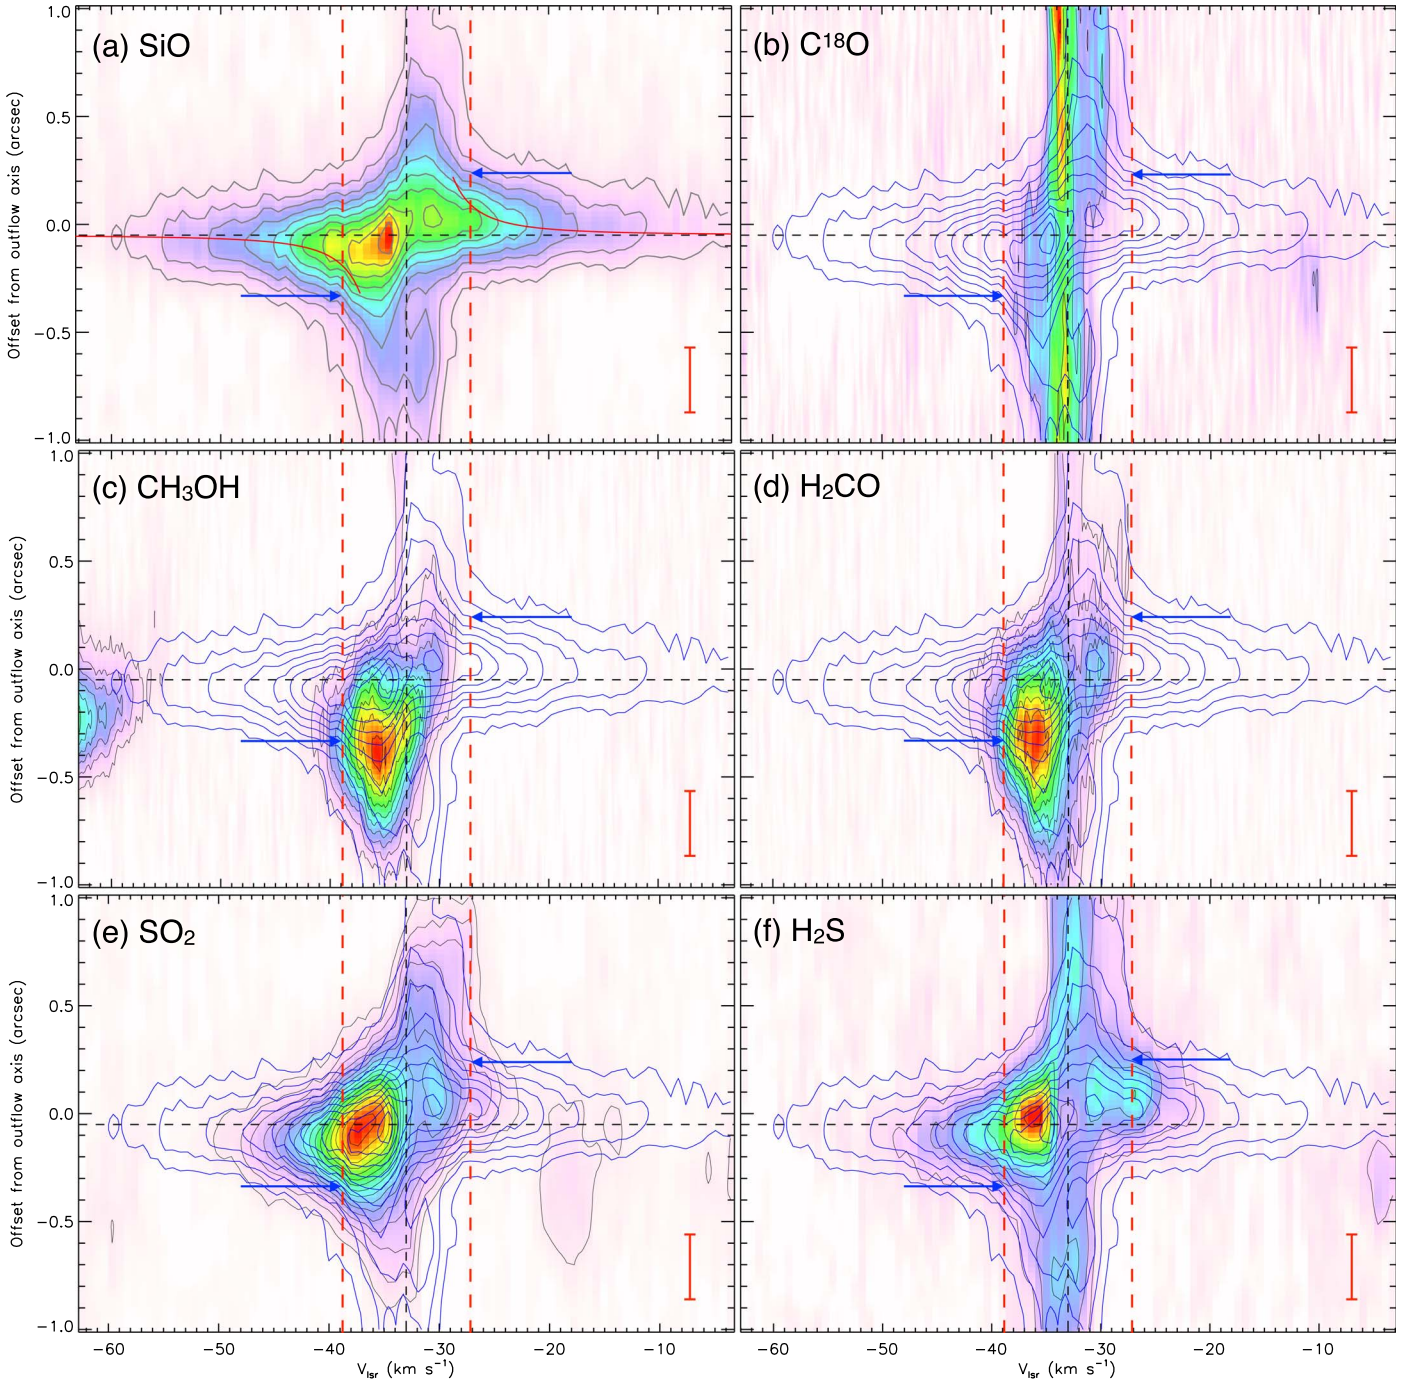 (a) SiO
(b) C¹⁸O
1.0
0.5
0.0
−0.5
−1.0
Offset from outflow axis (arcsec)
(c) CH₃OH
(d) H₂CO
1.0
0.5
0.0
−0.5
−1.0
Offset from outflow axis (arcsec)
(e) SO₂
(f) H₂S
1.0
0.5
0.0
−0.5
−1.0
Offset from outflow axis (arcsec)
−60 −50 −40 −30 −20 −10
−60 −50 −40 −30 −20 −10
V_lsr (km s⁻¹)
V_lsr (km s⁻¹)